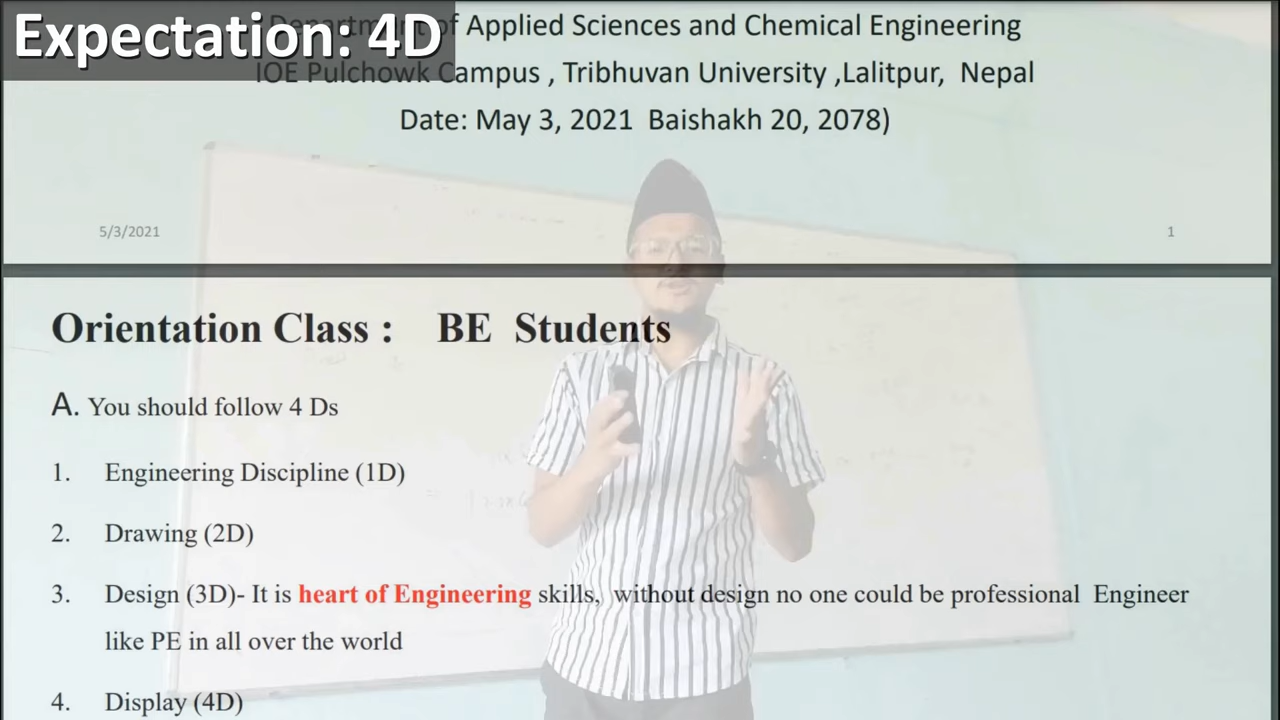 Expectation: 4D
Department of Applied Sciences and Chemical Engineering
IOE Pulchowk Campus , Tribhuvan University ,Lalitpur, Nepal
Date: May 3, 2021 Baishakh 20, 2078)
5/3/2021
1
Orientation Class : BE Students
A. You should follow 4 Ds
1. Engineering Discipline (1D)
2. Drawing (2D)
3. Design (3D)- It is heart of Engineering skills, without design no one could be professional Engineer
like PE in all over the world
4. Display (4D)